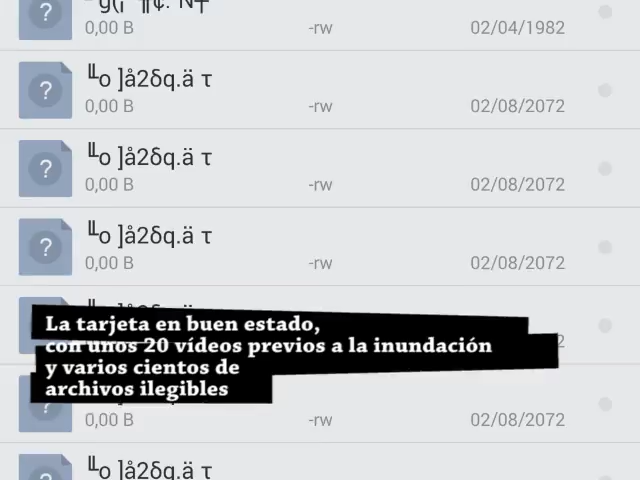 0,00 B -rw 02/04/1982
╙o ]å2δq.ä τ
0,00 B -rw 02/08/2072
╙o ]å2δq.ä τ
0,00 B -rw 02/08/2072
╙o ]å2δq.ä τ
0,00 B -rw 02/08/2072
La tarjeta en buen estado,
con unos 20 vídeos previos a la inundación
y varios cientos de
archivos ilegibles
0,00 B -rw 02/08/2072
╙o ]å2δq.ä τ